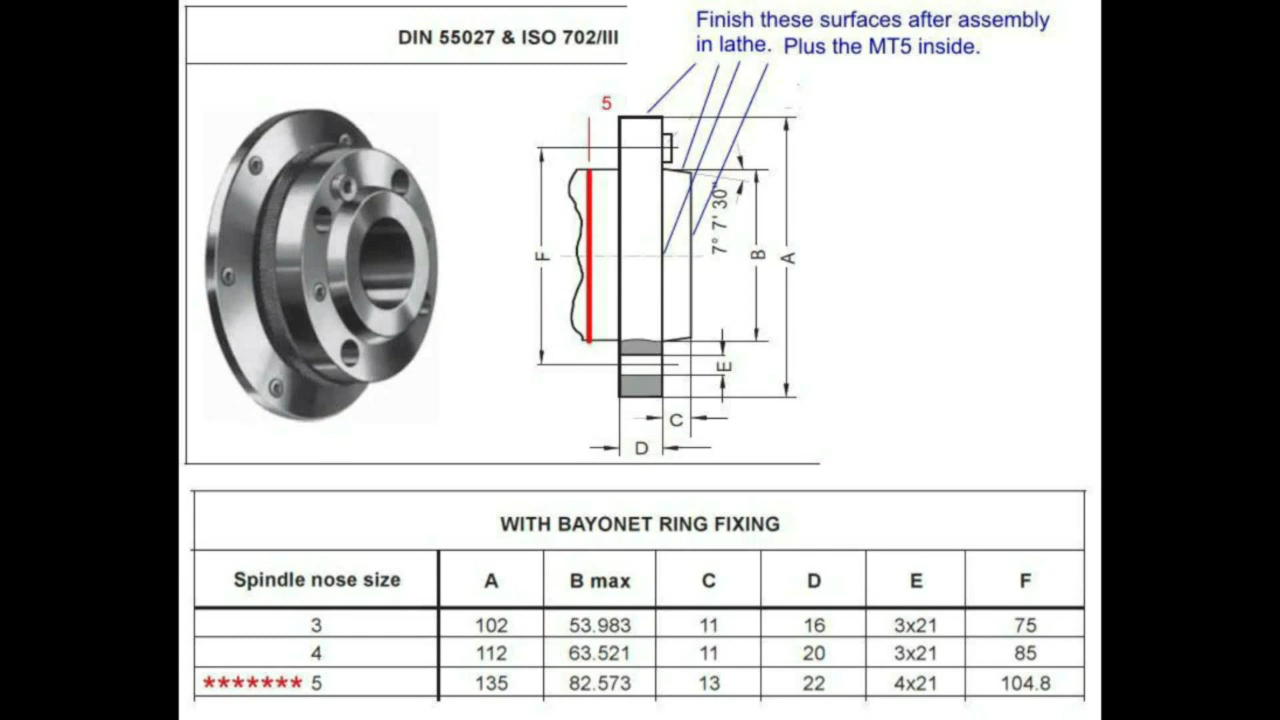 DIN 55027 & ISO 702/III
Finish these surfaces after assembly
in lathe. Plus the MT5 inside.
5
7° 7' 30"
F
B
A
E
C
D
WITH BAYONET RING FIXING
Spindle nose size A B max C D E F
3 102 53.983 11 16 3x21 75
4 112 63.521 11 20 3x21 85
******* 5 135 82.573 13 22 4x21 104.8